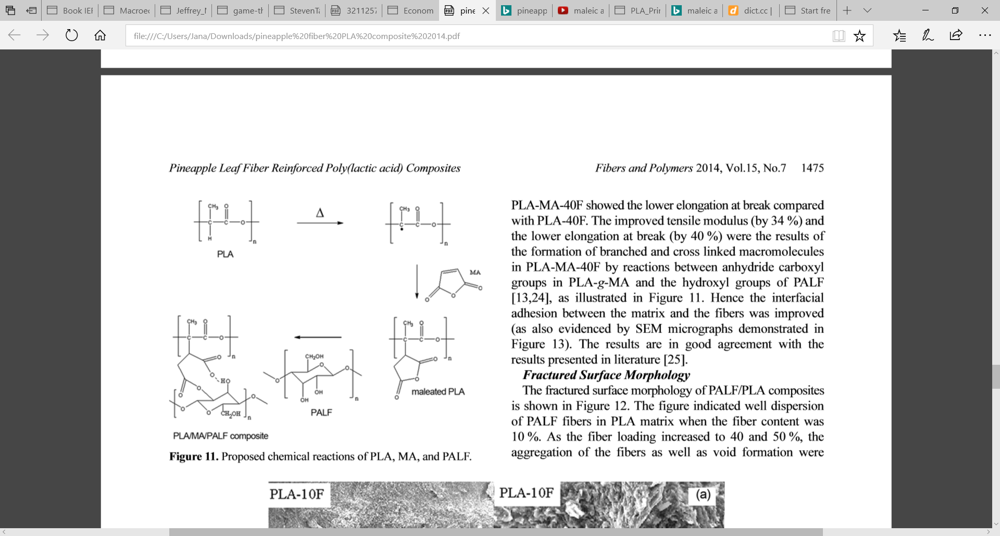 Book IEF
Macroec
Jeffrey_
game-th
StevenTa
3211257
Econom
pine
pineapp
maleic a
PLA_Prin
maleic a
dict.cc |
Start fre
file:///C:/Users/Jana/Downloads/pineapple%20fiber%20PLA%20composite%202014.pdf
Pineapple Leaf Fiber Reinforced Poly(lactic acid) Composites
Fibers and Polymers 2014, Vol.15, No.7 1475
CH₃ O
C C O
H
n
PLA
Δ
CH₃ O
C C O
n
MA
O O O
CH₃ O
C C O
n
O
O
O
maleated PLA
CH₂OH
O
O O
OH
OH
n
PALF
CH₃ O
C C O
n
O
O HO
O O
O
O O
CH₂OH
n
PLA/MA/PALF composite
Figure 11. Proposed chemical reactions of PLA, MA, and PALF.
PLA-MA-40F showed the lower elongation at break compared
with PLA-40F. The improved tensile modulus (by 34 %) and
the lower elongation at break (by 40 %) were the results of
the formation of branched and cross linked macromolecules
in PLA-MA-40F by reactions between anhydride carboxyl
groups in PLA-g-MA and the hydroxyl groups of PALF
[13,24], as illustrated in Figure 11. Hence the interfacial
adhesion between the matrix and the fibers was improved
(as also evidenced by SEM micrographs demonstrated in
Figure 13). The results are in good agreement with the
results presented in literature [25].
Fractured Surface Morphology
The fractured surface morphology of PALF/PLA composites
is shown in Figure 12. The figure indicated well dispersion
of PALF fibers in PLA matrix when the fiber content was
10 %. As the fiber loading increased to 40 and 50 %, the
aggregation of the fibers as well as void formation were
PLA-10F
PLA-10F
(a)